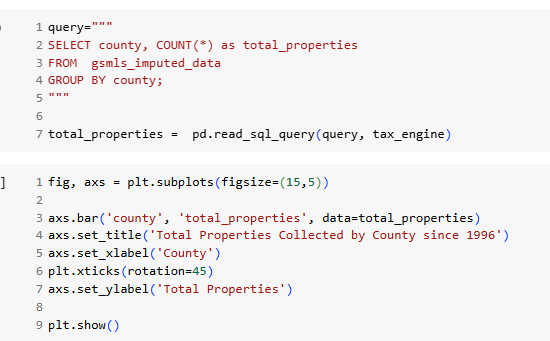 1 query="""
2 SELECT county, COUNT(*) as total_properties
3 FROM  gsmls_imputed_data
4 GROUP BY county;
5 """
6
7 total_properties =  pd.read_sql_query(query, tax_engine)
]
1 fig, axs = plt.subplots(figsize=(15,5))
2
3 axs.bar('county', 'total_properties', data=total_properties)
4 axs.set_title('Total Properties Collected by County since 1996')
5 axs.set_xlabel('County')
6 plt.xticks(rotation=45)
7 axs.set_ylabel('Total Properties')
8
9 plt.show()